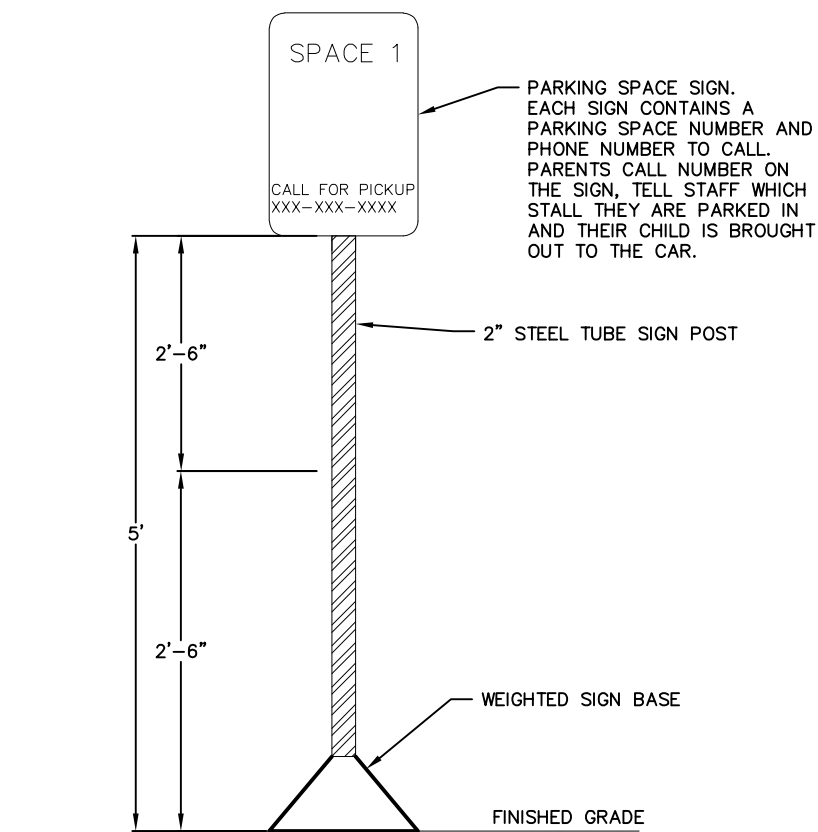 SPACE 1
CALL FOR PICKUP
XXX-XXX-XXXX
PARKING SPACE SIGN.
EACH SIGN CONTAINS A
PARKING SPACE NUMBER AND
PHONE NUMBER TO CALL.
PARENTS CALL NUMBER ON
THE SIGN, TELL STAFF WHICH
STALL THEY ARE PARKED IN
AND THEIR CHILD IS BROUGHT
OUT TO THE CAR.
2" STEEL TUBE SIGN POST
2'-6"
5'
2'-6"
WEIGHTED SIGN BASE
FINISHED GRADE